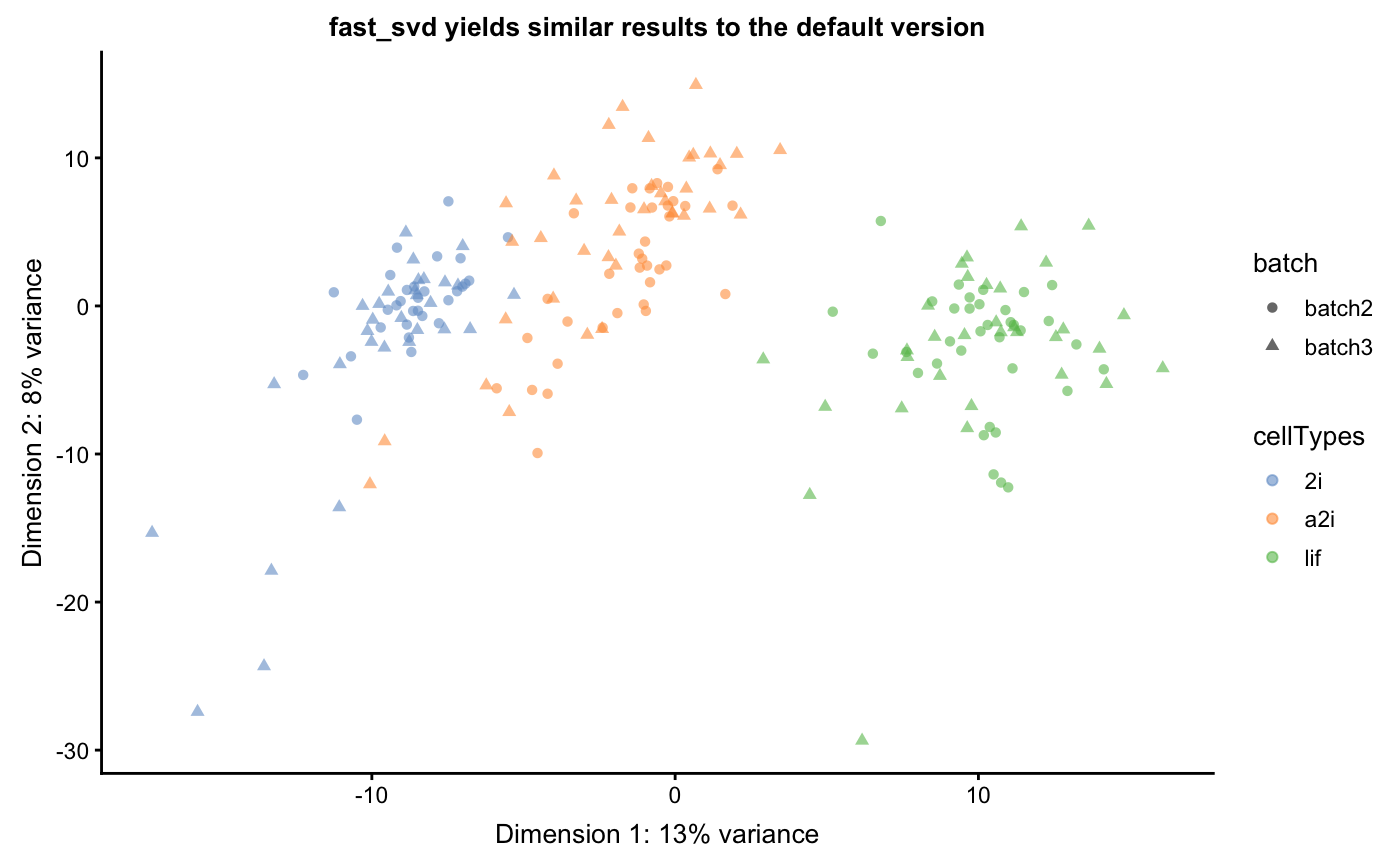 fast_svd yields similar results to the default version
10
0
-10
-20
-30
Dimension 2: 8% variance
-10
0
10
Dimension 1: 13% variance
batch
batch2
batch3
cellTypes
2i
a2i
lif